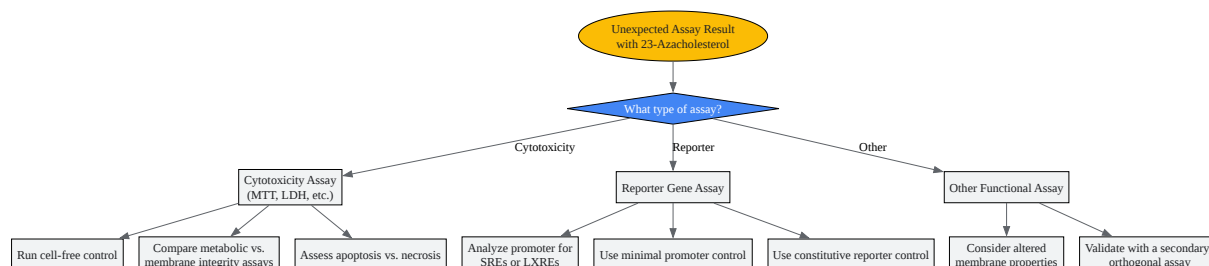 Unexpected Assay Result
with 23-Azacholesterol
What type of assay?
Cytotoxicity
Reporter
Other
Cytotoxicity Assay
(MTT, LDH, etc.)
Reporter Gene Assay
Other Functional Assay
Run cell-free control
Compare metabolic vs.
membrane integrity assays
Assess apoptosis vs. necrosis
Analyze promoter for
SREs or LXREs
Use minimal promoter control
Use constitutive reporter control
Consider altered
membrane properties
Validate with a secondary
orthogonal assay